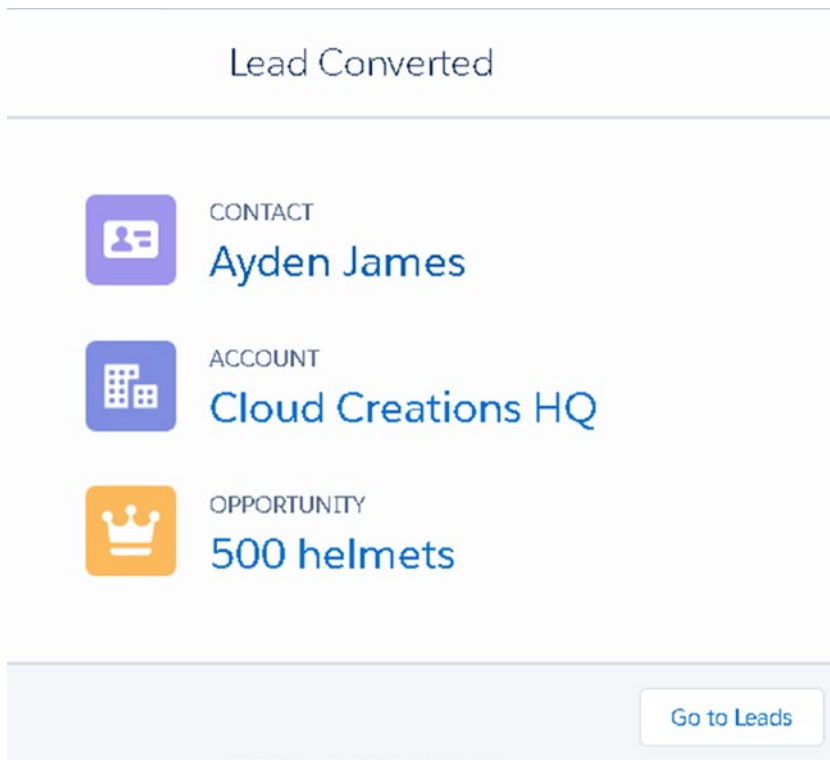 Lead Converted
CONTACT
Ayden James
ACCOUNT
Cloud Creations HQ
OPPORTUNITY
500 helmets
Go to Leads